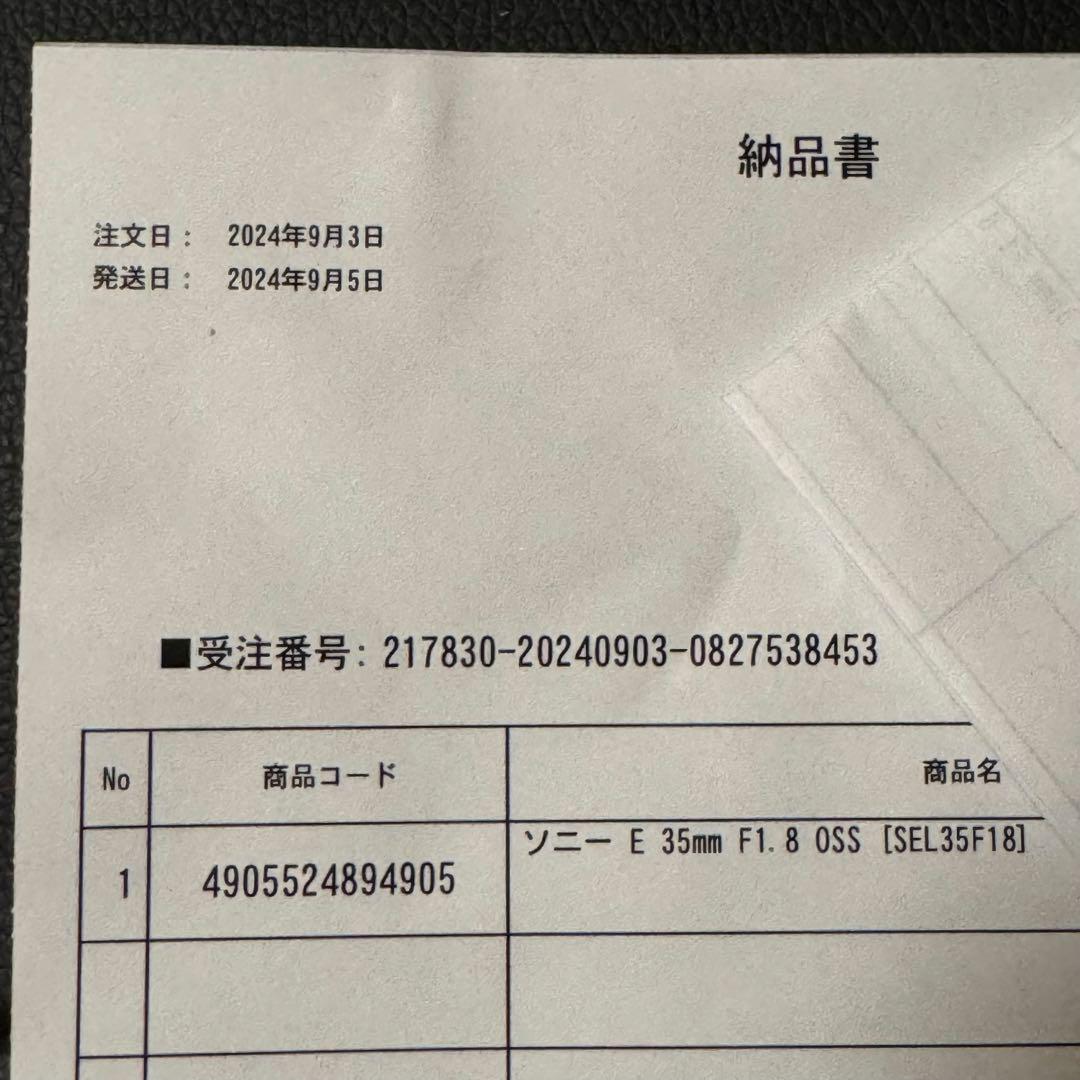 納品書
注文日： 2024年9月3日
発送日： 2024年9月5日
■受注番号: 217830-20240903-0827538453
No 商品コード 商品名
1 4905524894905 ソニー E 35mm F1.8 OSS [SEL35F18]